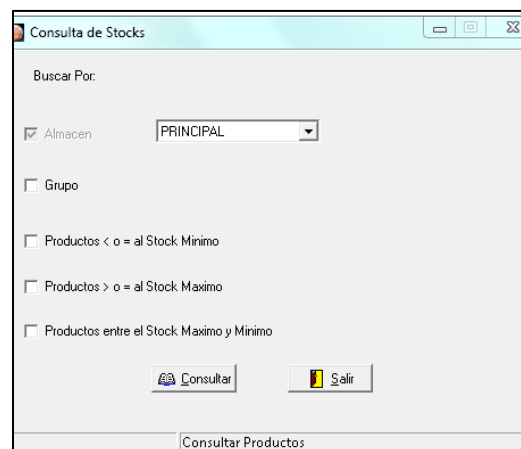 Consulta de Stocks
Buscar Por:
Almacen PRINCIPAL
Grupo
Productos < o = al Stock Minimo
Productos > o = al Stock Maximo
Productos entre el Stock Maximo y Minimo
Consultar Salir
Consultar Productos